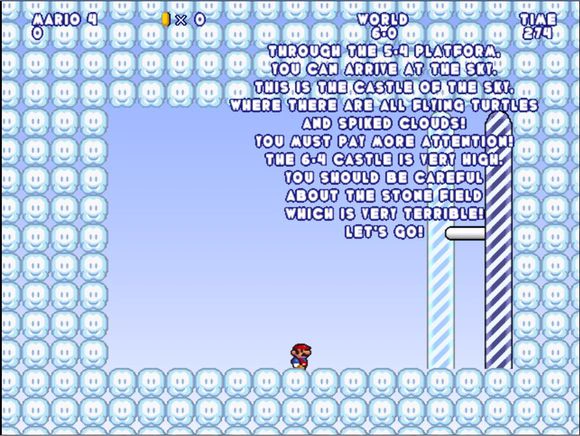 MARIO 4 × 0 WORLD TIME
0 6-0 274
THROUGH THE 5-4 PLATFORM,
YOU CAN ARRIVE AT THE SKY.
THIS IS THE CASTLE OF THE SKY,
WHERE THERE ARE ALL FLYING TURTLES
AND SPIKED CLOUDS!
YOU MUST PAY MORE ATTENTION!
THE 6-4 CASTLE IS VERY HIGH.
YOU SHOULD BE CAREFUL
ABOUT THE STONE FIELD
WHICH IS VERY TERRIBLE!
LET'S GO!